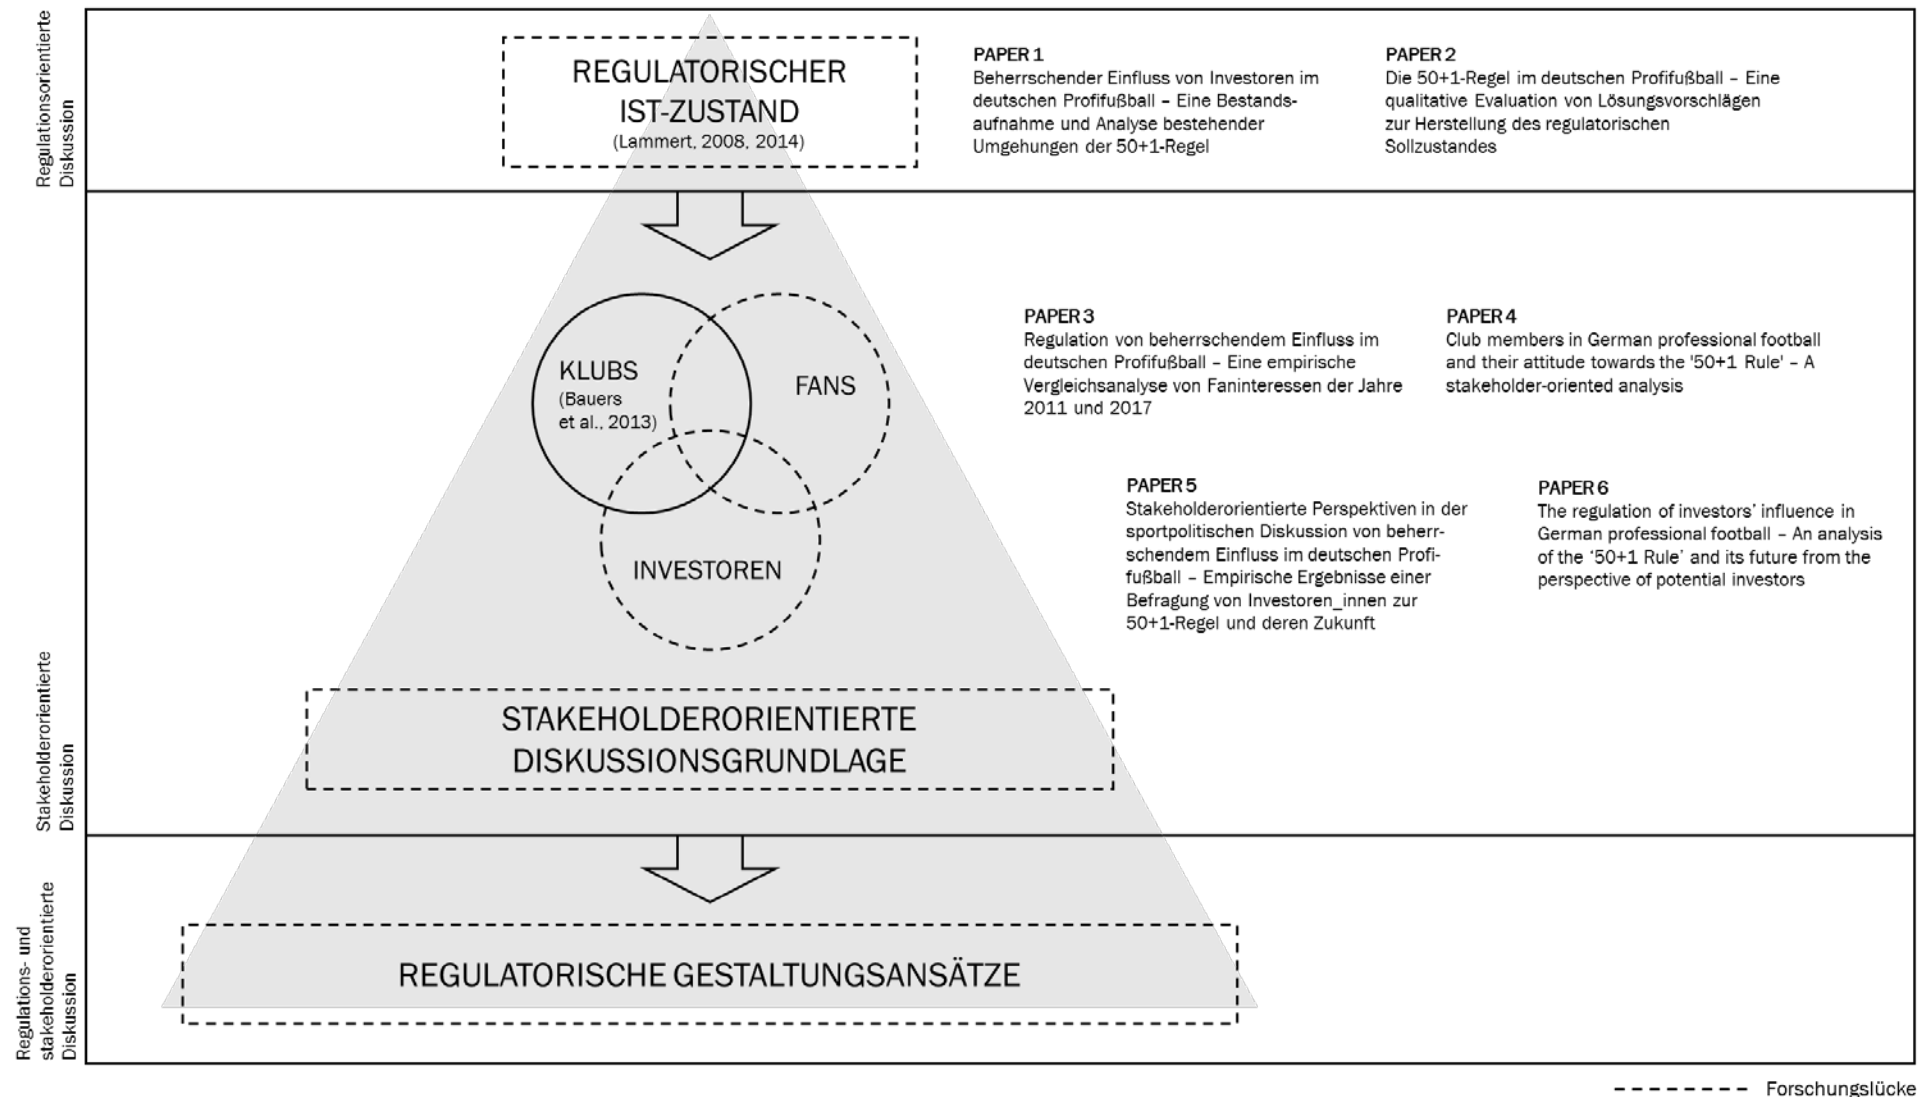 Regulationsorientierte
Diskussion
REGULATORISCHER
IST-ZUSTAND
(Lammert, 2008, 2014)
PAPER 1
Beherrschender Einfluss von Investoren im
deutschen Profifußball – Eine Bestands-
aufnahme und Analyse bestehender
Umgehungen der 50+1-Regel
PAPER 2
Die 50+1-Regel im deutschen Profifußball – Eine
qualitative Evaluation von Lösungsvorschlägen
zur Herstellung des regulatorischen
Sollzustandes
Stakeholderorientierte
Diskussion
KLUBS
(Bauers
et al., 2013)
FANS
INVESTOREN
PAPER 3
Regulation von beherrschendem Einfluss im
deutschen Profifußball – Eine empirische
Vergleichsanalyse von Faninteressen der Jahre
2011 und 2017
PAPER 4
Club members in German professional football
and their attitude towards the '50+1 Rule' – A
stakeholder-oriented analysis
PAPER 5
Stakeholderorientierte Perspektiven in der
sportpolitischen Diskussion von beherr-
schendem Einfluss im deutschen Profi-
fußball – Empirische Ergebnisse einer
Befragung von Investoren_innen zur
50+1-Regel und deren Zukunft
PAPER 6
The regulation of investors’ influence in
German professional football – An analysis
of the ‘50+1 Rule’ and its future from the
perspective of potential investors
STAKEHOLDERORIENTIERTE
DISKUSSIONSGRUNDLAGE
Regulations- und
stakeholderorientierte
Diskussion
REGULATORISCHE GESTALTUNGSANSÄTZE
Forschungslücke